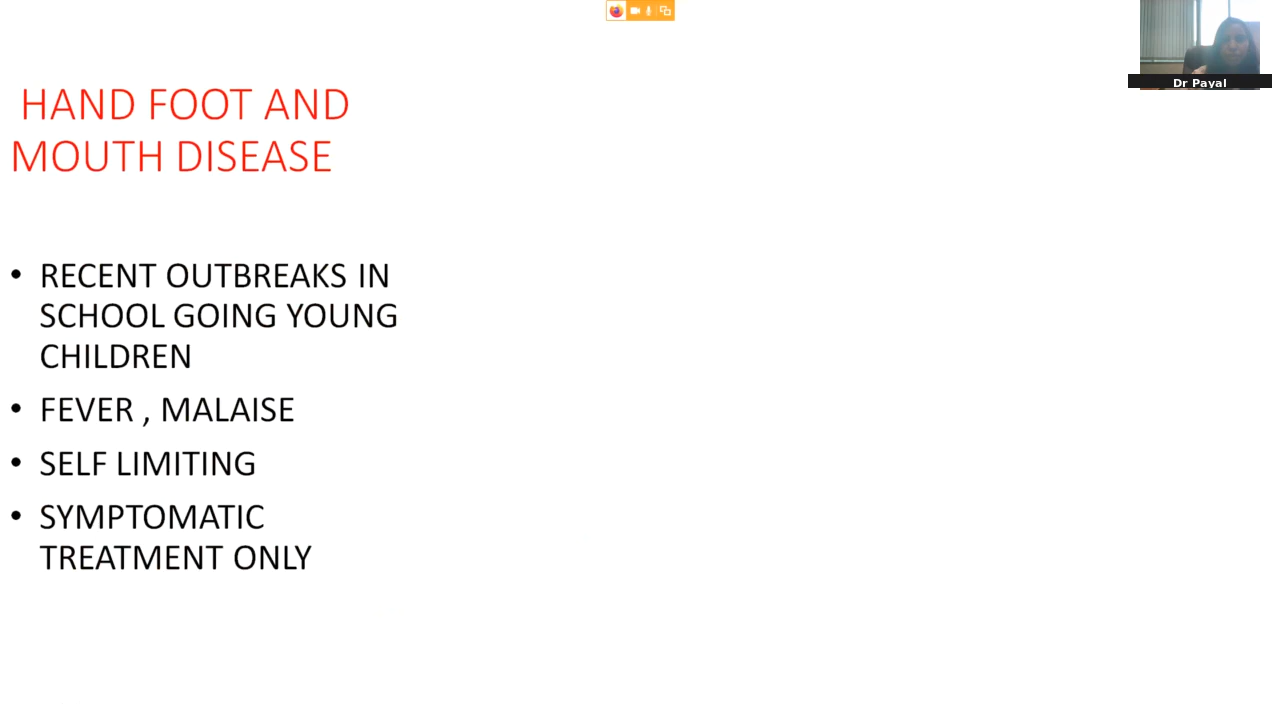 Dr Payal
HAND FOOT AND
MOUTH DISEASE
• RECENT OUTBREAKS IN
SCHOOL GOING YOUNG
CHILDREN
• FEVER , MALAISE
• SELF LIMITING
• SYMPTOMATIC
TREATMENT ONLY